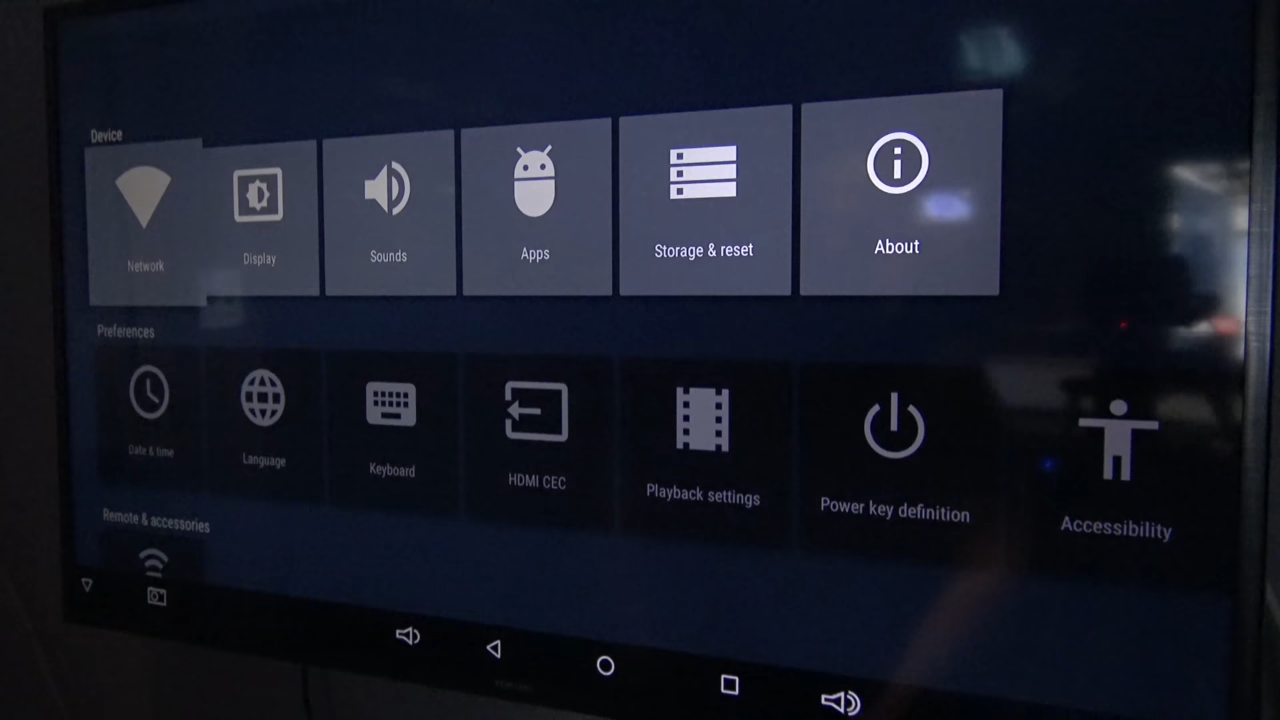 Device
Network
Display
Sounds
Apps
Storage & reset
About
Preferences
Date & time
Language
Keyboard
HDMI CEC
Playback settings
Power key definition
Accessibility
Remote & accessories